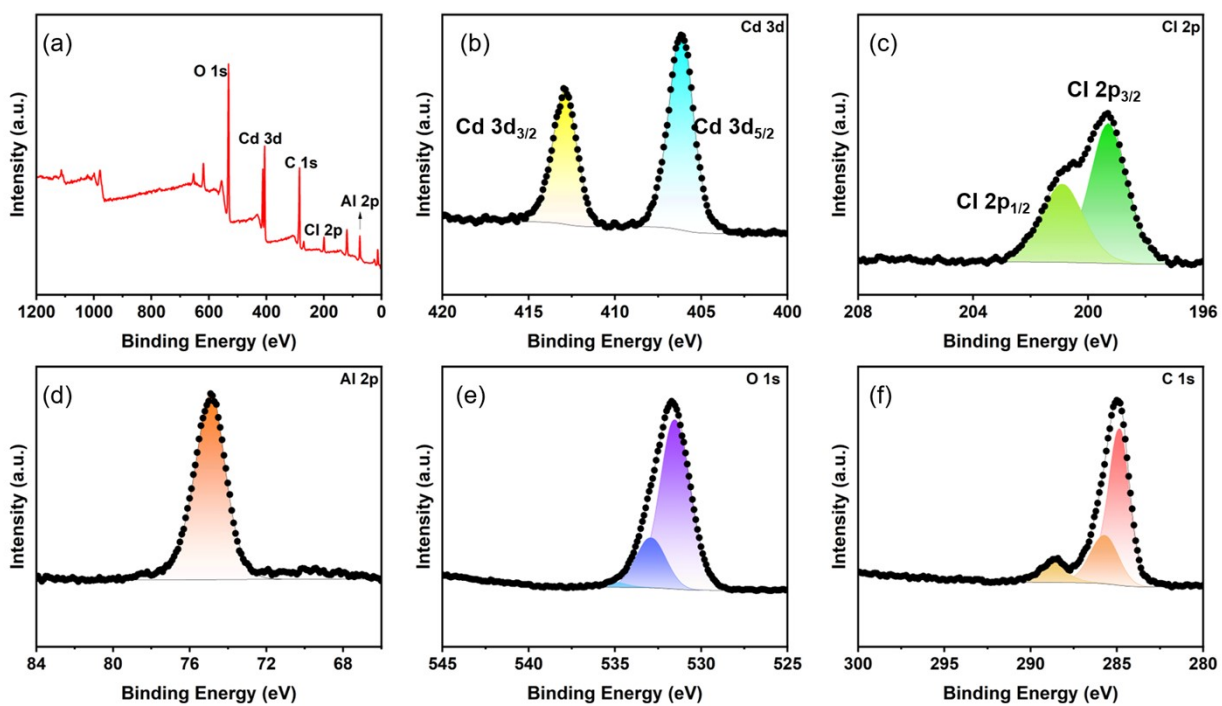 (a)
O 1s
Cd 3d
C 1s
Al 2p
Cl 2p
Intensity (a.u.)
1200 1000 800 600 400 200 0
Binding Energy (eV)
(b)
Cd 3d
Cd 3d3/2
Cd 3d5/2
Intensity (a.u.)
420 415 410 405 400
Binding Energy (eV)
(c)
Cl 2p
Cl 2p3/2
Cl 2p1/2
Intensity (a.u.)
208 204 200 196
Binding Energy (eV)
(d)
Al 2p
Intensity (a.u.)
84 80 76 72 68
Binding Energy (eV)
(e)
O 1s
Intensity (a.u.)
545 540 535 530 525
Binding Energy (eV)
(f)
C 1s
Intensity (a.u.)
300 295 290 285 280
Binding Energy (eV)